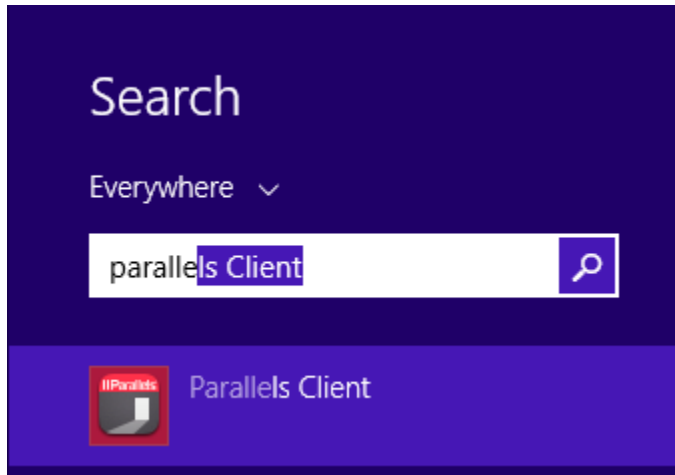 Search
Everywhere
parallels Client
Parallels
Parallels Client